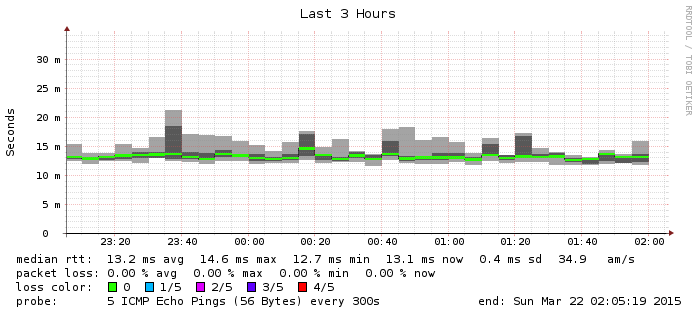 Last 3 Hours
RRDTOOL / TOBI OETIKER
Seconds
30 m
25 m
20 m
15 m
10 m
5 m
0
23:20 23:40 00:00 00:20 00:40 01:00 01:20 01:40 02:00
median rtt: 13.2 ms avg 14.6 ms max 12.7 ms min 13.1 ms now 0.4 ms sd 34.9 am/s
packet loss: 0.00 % avg 0.00 % max 0.00 % min 0.00 % now
loss color: 0 1/5 2/5 3/5 4/5
probe: 5 ICMP Echo Pings (56 Bytes) every 300s end: Sun Mar 22 02:05:19 2015